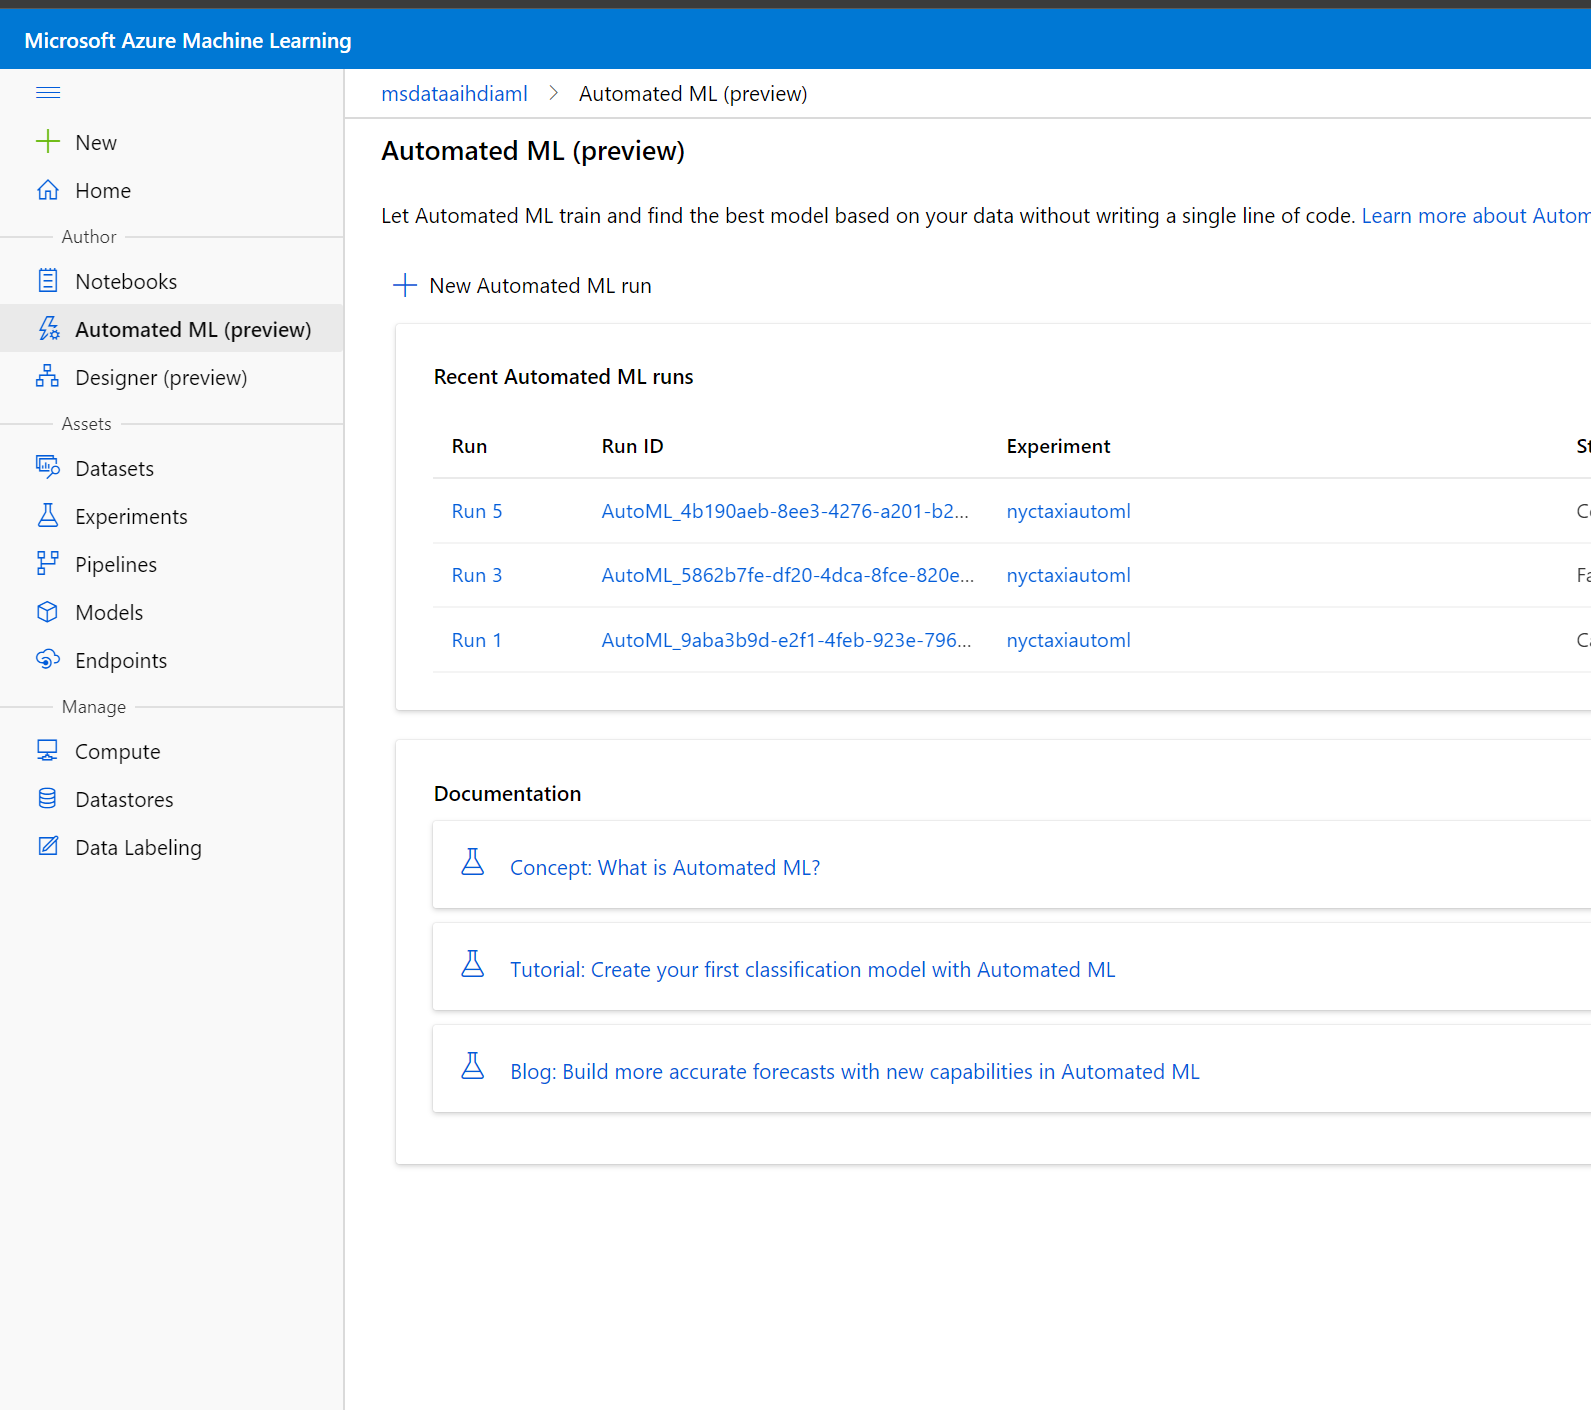 Microsoft Azure Machine Learning
msdataaihdiaml > Automated ML (preview)
New
Home
Author
Notebooks
Automated ML (preview)
Designer (preview)
Assets
Datasets
Experiments
Pipelines
Models
Endpoints
Manage
Compute
Datastores
Data Labeling
Automated ML (preview)
Let Automated ML train and find the best model based on your data without writing a single line of code. Learn more about Autom
New Automated ML run
Recent Automated ML runs
Run Run ID Experiment St
Run 5 AutoML_4b190aeb-8ee3-4276-a201-b2... nyctaxiautoml Co
Run 3 AutoML_5862b7fe-df20-4dca-8fce-820e... nyctaxiautoml Fa
Run 1 AutoML_9aba3b9d-e2f1-4feb-923e-796... nyctaxiautoml Ca
Documentation
Concept: What is Automated ML?
Tutorial: Create your first classification model with Automated ML
Blog: Build more accurate forecasts with new capabilities in Automated ML